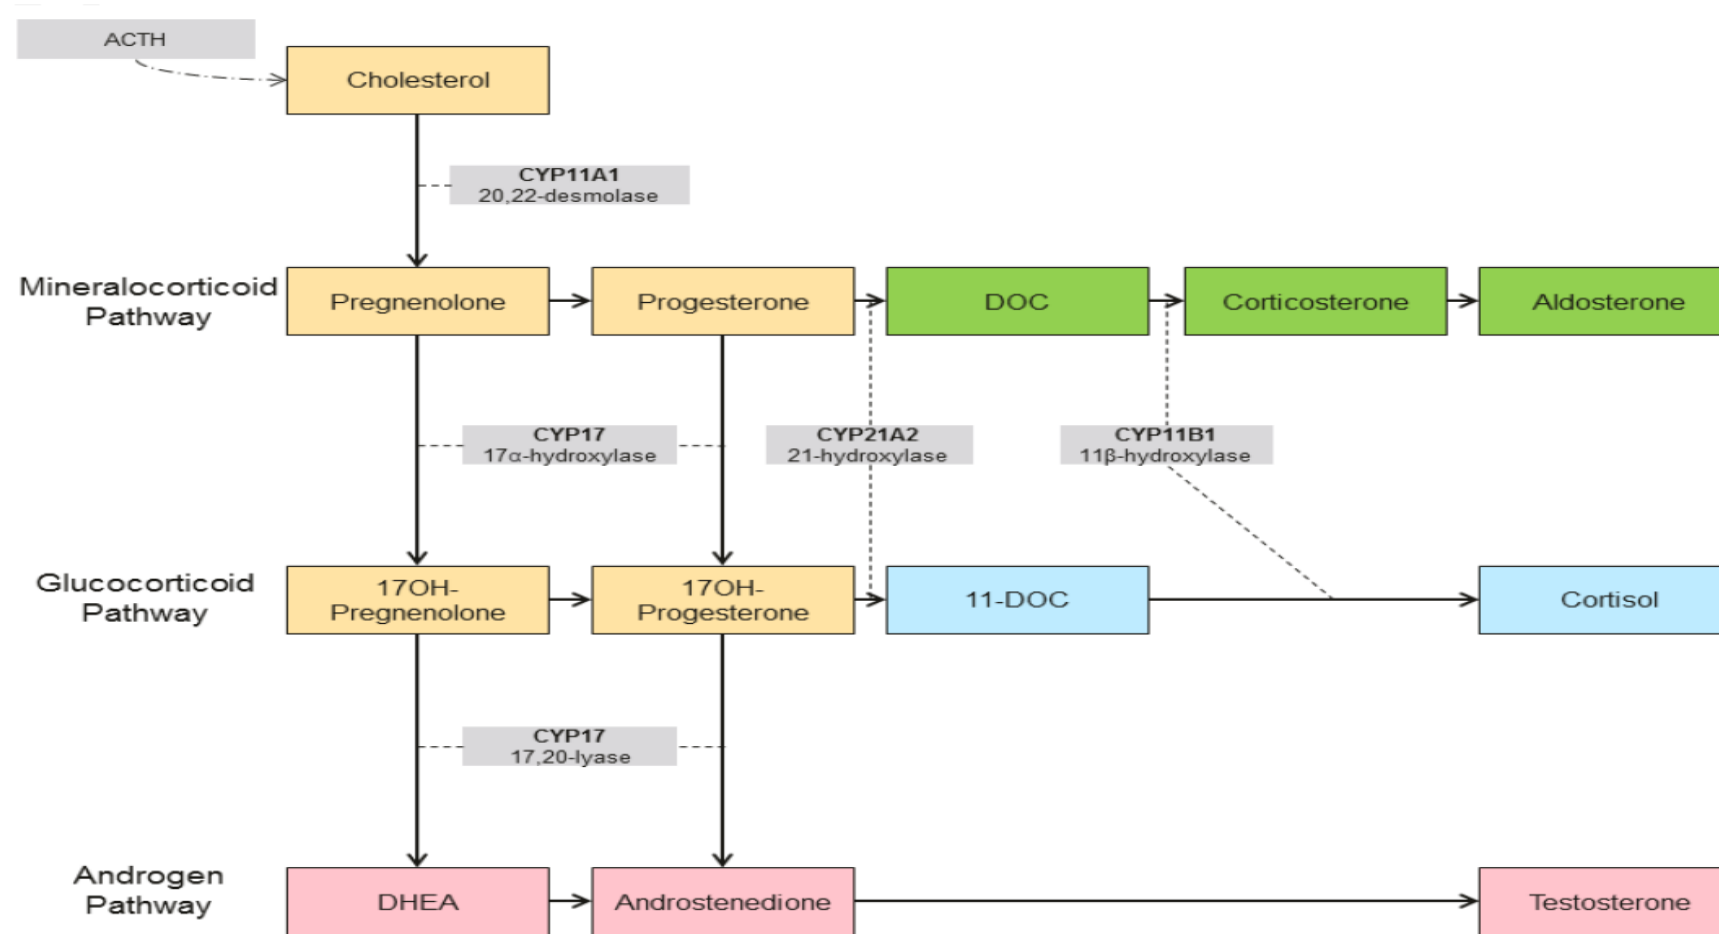 ACTH
Cholesterol
CYP11A1
20,22-desmolase
Mineralocorticoid
Pathway
Pregnenolone
Progesterone
DOC
Corticosterone
Aldosterone
CYP17
17α-hydroxylase
CYP21A2
21-hydroxylase
CYP11B1
11β-hydroxylase
Glucocorticoid
Pathway
17OH-
Pregnenolone
17OH-
Progesterone
11-DOC
Cortisol
CYP17
17,20-lyase
Androgen
Pathway
DHEA
Androstenedione
Testosterone